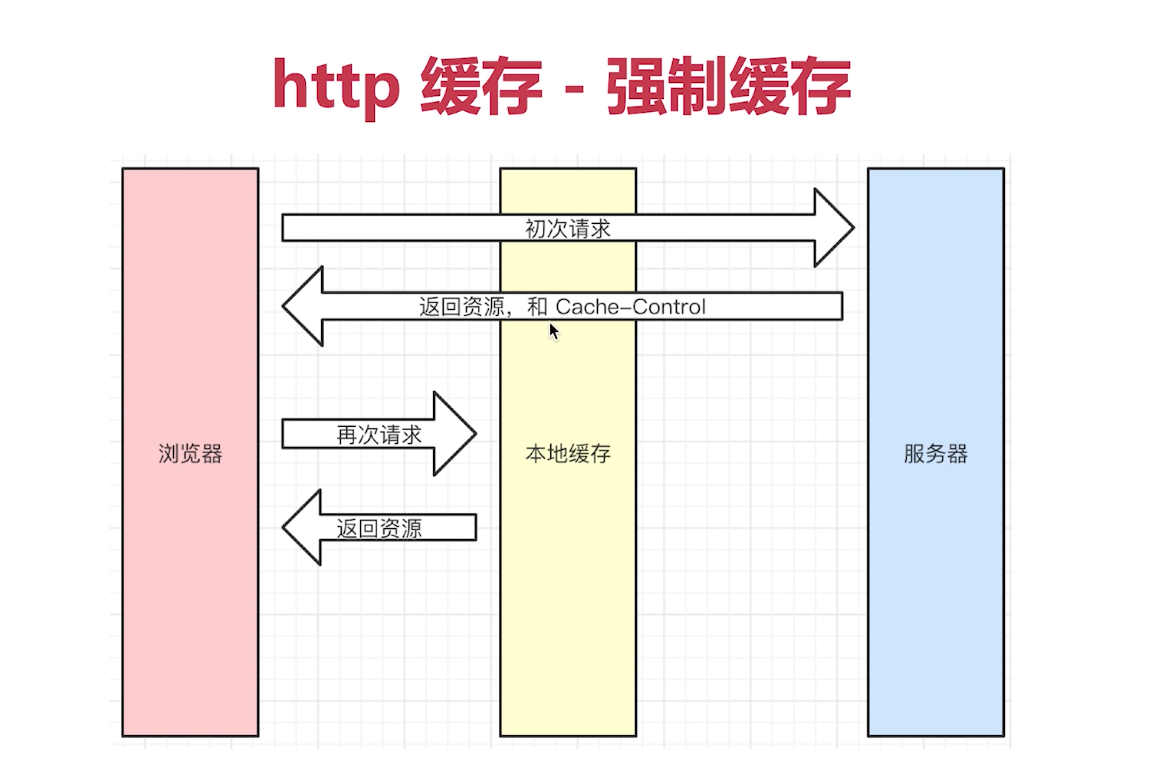 http 缓存 - 强制缓存
初次请求
返回资源，和 Cache-Control
再次请求
浏览器
本地缓存
服务器
返回资源